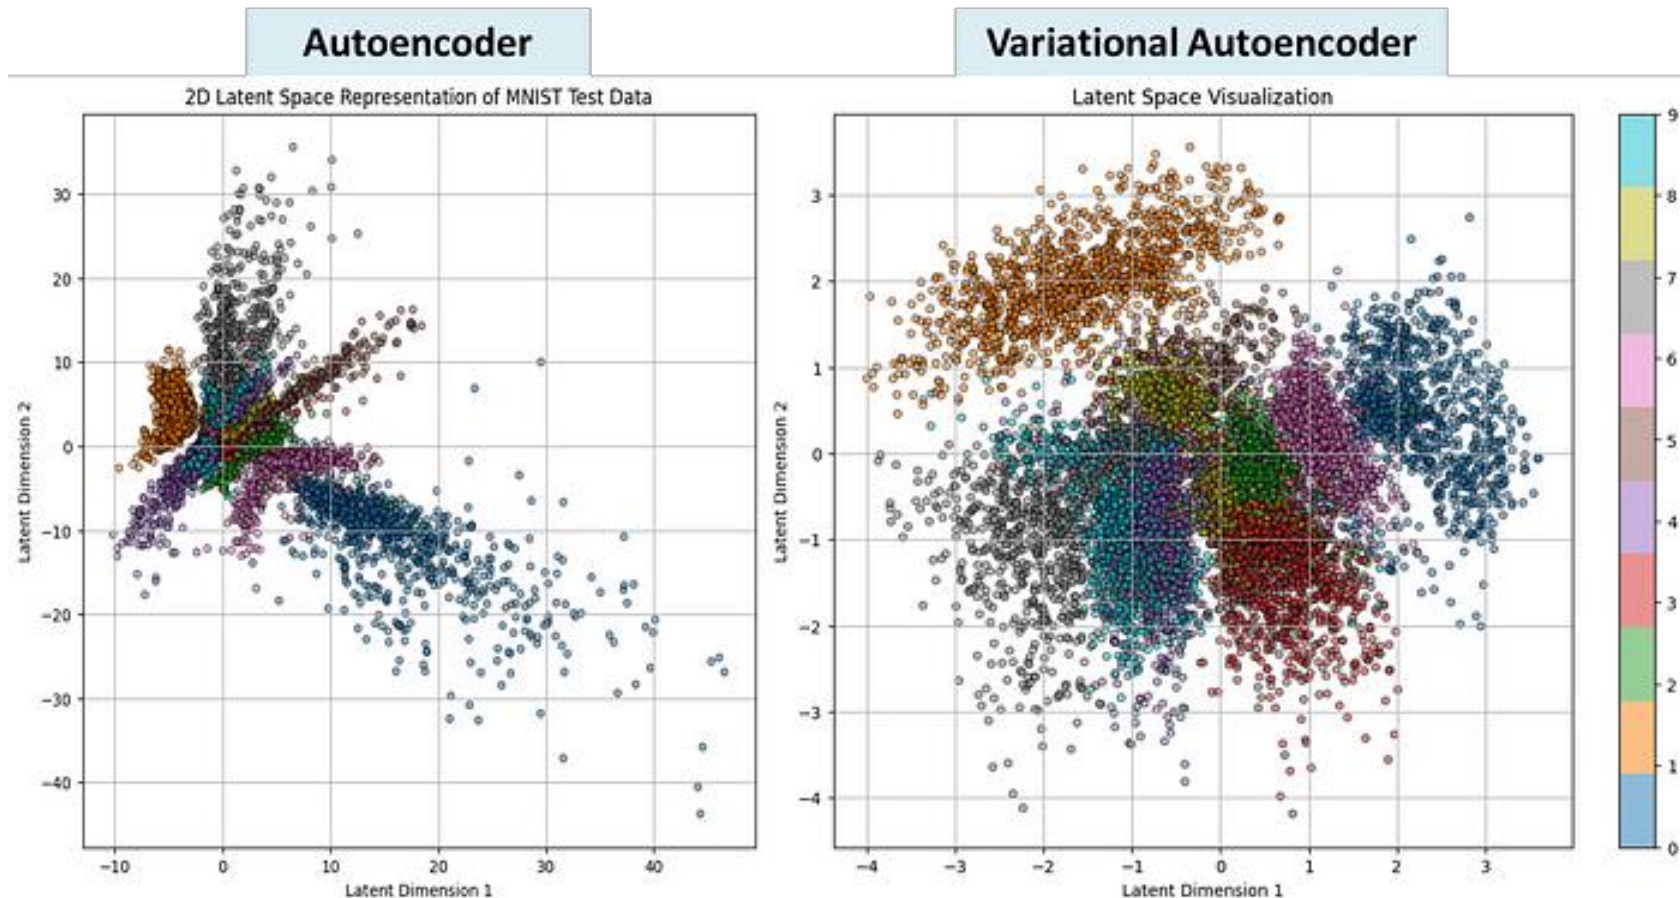 Autoencoder
Variational Autoencoder
2D Latent Space Representation of MNIST Test Data
Latent Dimension 2
30
20
10
0
−10
−20
−30
−40
−10 0 10 20 30 40
Latent Dimension 1
Latent Space Visualization
Latent Dimension 2
3
2
1
0
−1
−2
−3
−4
−4 −3 −2 −1 0 1 2 3
Latent Dimension 1
9
8
7
6
5
4
3
2
1
0